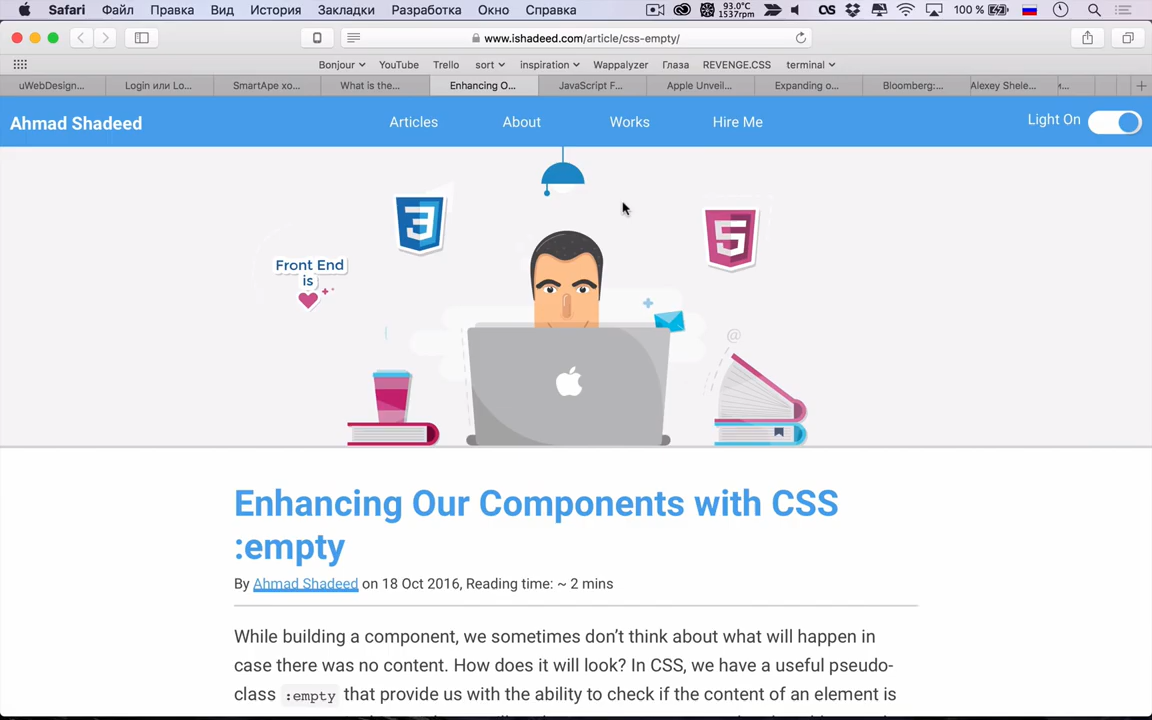 Safari Файл Правка Вид История Закладки Разработка Окно Справка 93.0°C 1537rpm 100 %
www.ishadeed.com/article/css-empty/
Bonjour YouTube Trello sort inspiration Wappalyzer Глаза REVENGE.CSS terminal
uWebDesign... Login или Lo... SmartApe xo... What is the... Enhancing O... JavaScript F... Apple Unveil... Expanding o... Bloomberg:... Alexey Shele...
Ahmad Shadeed Articles About Works Hire Me Light On
3
5
Front End
is
@
Enhancing Our Components with CSS
:empty
By Ahmad Shadeed on 18 Oct 2016, Reading time: ~ 2 mins
While building a component, we sometimes don’t think about what will happen in
case there was no content. How does it will look? In CSS, we have a useful pseudo-
class :empty that provide us with the ability to check if the content of an element is